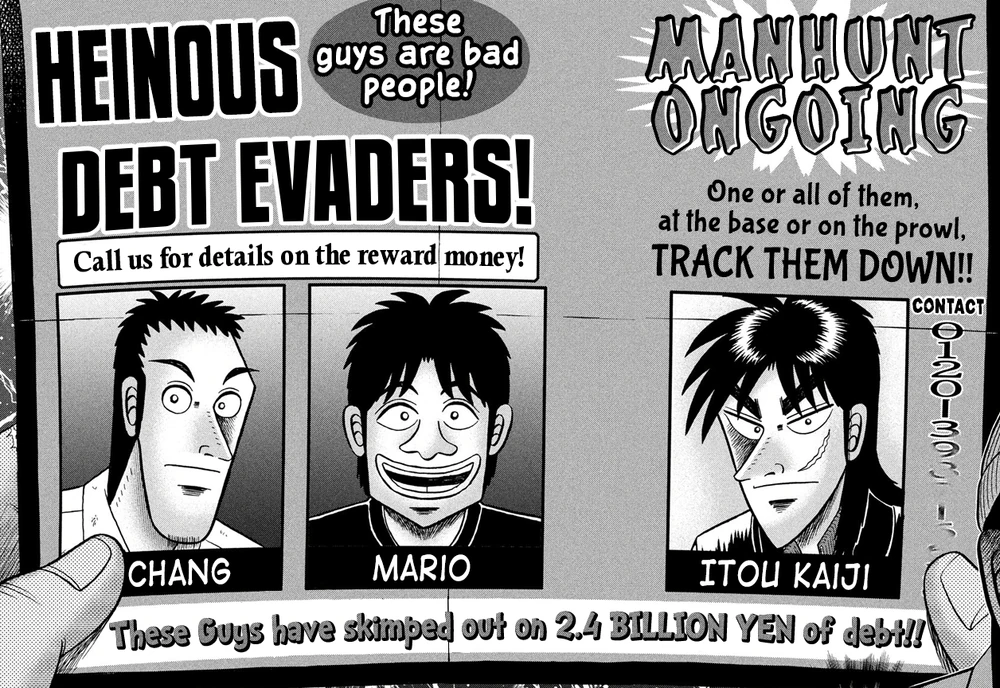 HEINOUS
DEBT EVADERS!
These
guys are bad
people!
Call us for details on the reward money!
MANHUNT
ONGOING
One or all of them,
at the base or on the prowl,
TRACK THEM DOWN!!
CONTACT
012013
CHANG
MARIO
ITOU KAIJI
These Guys have skimped out on 2.4 BILLION YEN of debt!!